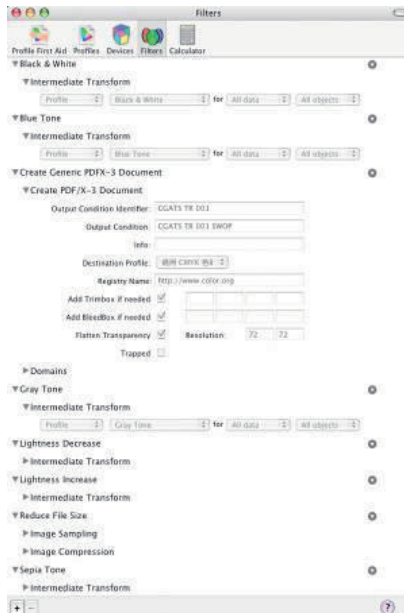 Filters
Profile First Aid Profiles Devices Filters Calculator
Black & White
Intermediate Transform
Profile Black & White for All data All objects
Blue Tone
Intermediate Transform
Profile Blue Tone for All data All objects
Create Generic PDFX-3 Document
Create PDF/X-3 Document
Output Condition Identifier: CGATS TR 001
Output Condition: CGATS TR 001 SWOP
Info:
Destination Profile: CMYK
Registry Name: http://www.color.org
Add Trimbox if needed
Add BleedBox if needed
Flatten Transparency Resolution: 72 72
Trapped
Domains
Gray Tone
Intermediate Transform
Profile Gray Tone for All data All objects
Lightness Decrease
Intermediate Transform
Lightness Increase
Intermediate Transform
Reduce File Size
Image Sampling
Image Compression
Sepia Tone
Intermediate Transform
+ − ?